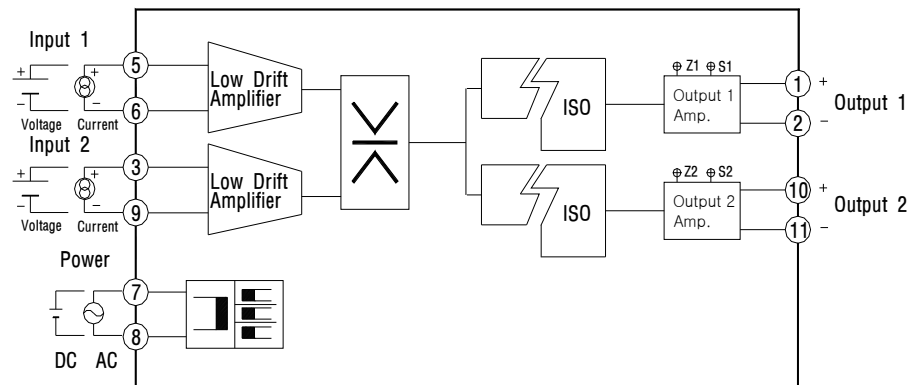 Input 1
+
−
Voltage
+
−
Current
5
6
Low Drift
Amplifier
Input 2
+
−
Voltage
+
−
Current
3
9
Low Drift
Amplifier
Power
7
8
DC
AC
ISO
Z1
S1
Output 1
Amp.
1
+
2
−
Output 1
ISO
Z2
S2
Output 2
Amp.
10
+
11
−
Output 2